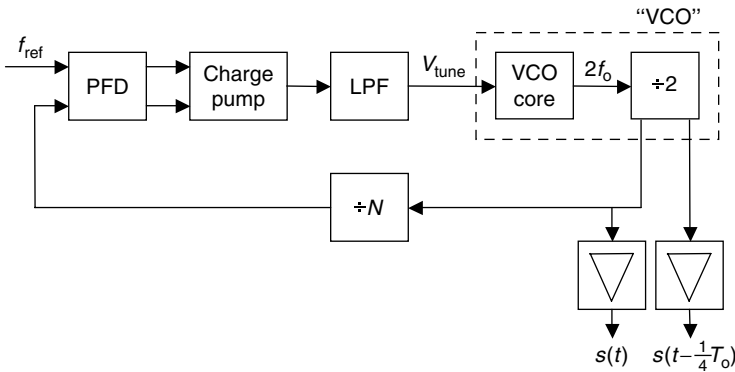 “VCO”
f_ref
PFD
Charge
pump
LPF
V_tune
VCO
core
2f_o
÷2
÷N
s(t)
s(t−¼T_o)